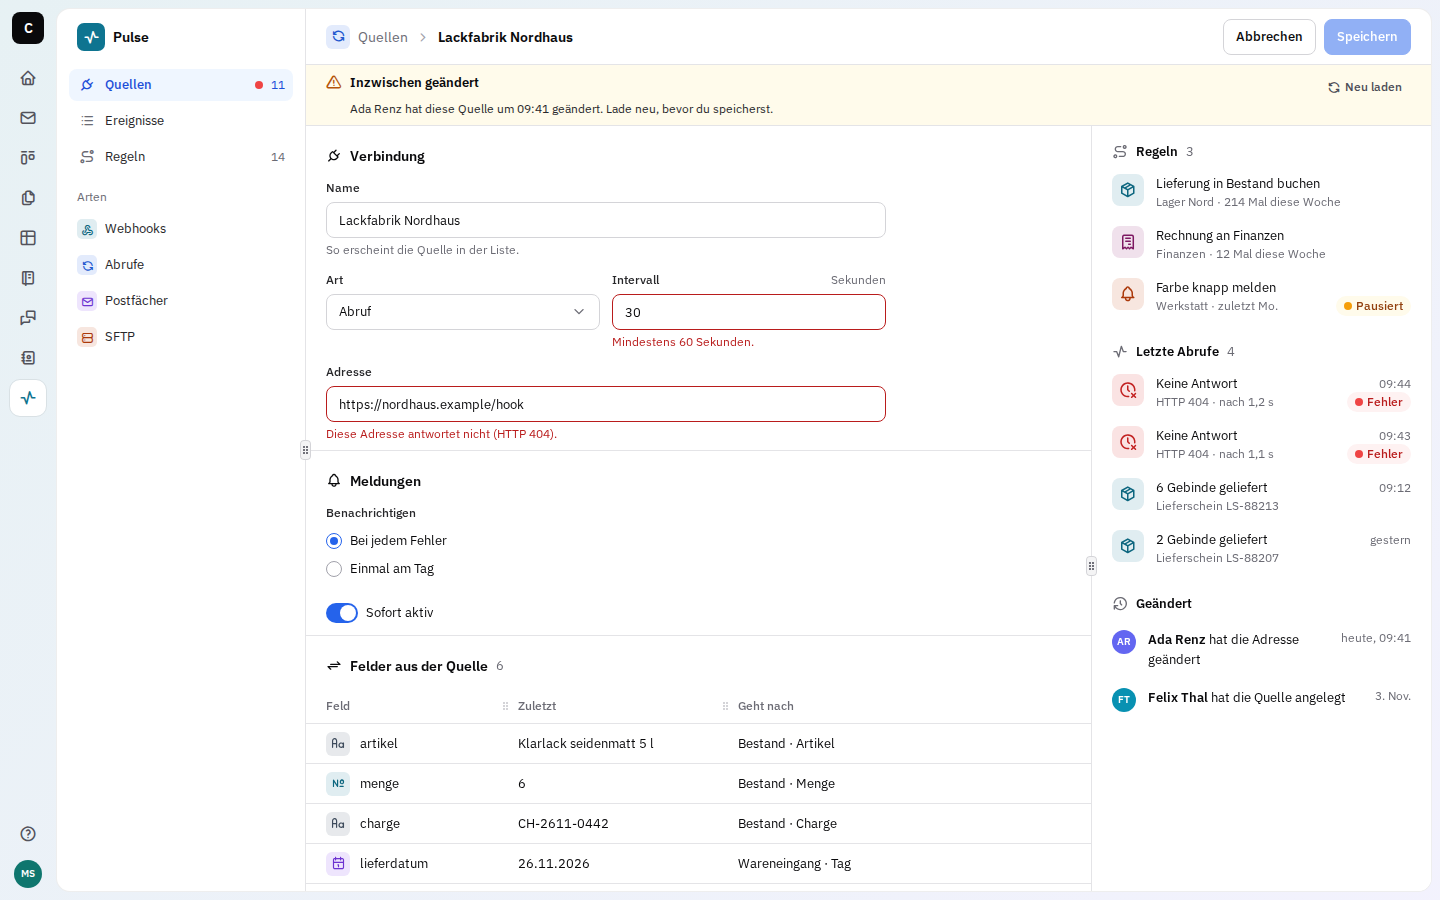 C
Pulse
Quellen 11
Ereignisse
Regeln 14
Arten
Webhooks
Abrufe
Postfächer
SFTP
MS
Quellen
Lackfabrik Nordhaus
Abbrechen
Speichern
Inzwischen geändert
Ada Renz hat diese Quelle um 09:41 geändert. Lade neu, bevor du speicherst.
Neu laden
Verbindung
Name
Lackfabrik Nordhaus
So erscheint die Quelle in der Liste.
Art
Intervall Sekunden
Abruf
30
Mindestens 60 Sekunden.
Adresse
https://nordhaus.example/hook
Diese Adresse antwortet nicht (HTTP 404).
Meldungen
Benachrichtigen
Bei jedem Fehler
Einmal am Tag
Sofort aktiv
Felder aus der Quelle 6
Feld Zuletzt Geht nach
Aa artikel Klarlack seidenmatt 5 l Bestand · Artikel
Nº menge 6 Bestand · Menge
Aa charge CH-2611-0442 Bestand · Charge
lieferdatum 26.11.2026 Wareneingang · Tag
Regeln 3
Lieferung in Bestand buchen
Lager Nord · 214 Mal diese Woche
Rechnung an Finanzen
Finanzen · 12 Mal diese Woche
Farbe knapp melden
Werkstatt · zuletzt Mo. Pausiert
Letzte Abrufe 4
Keine Antwort 09:44
HTTP 404 · nach 1,2 s Fehler
Keine Antwort 09:43
HTTP 404 · nach 1,1 s Fehler
6 Gebinde geliefert 09:12
Lieferschein LS-88213
2 Gebinde geliefert gestern
Lieferschein LS-88207
Geändert
AR Ada Renz hat die Adresse heute, 09:41
geändert
FT Felix Thal hat die Quelle angelegt 3. Nov.